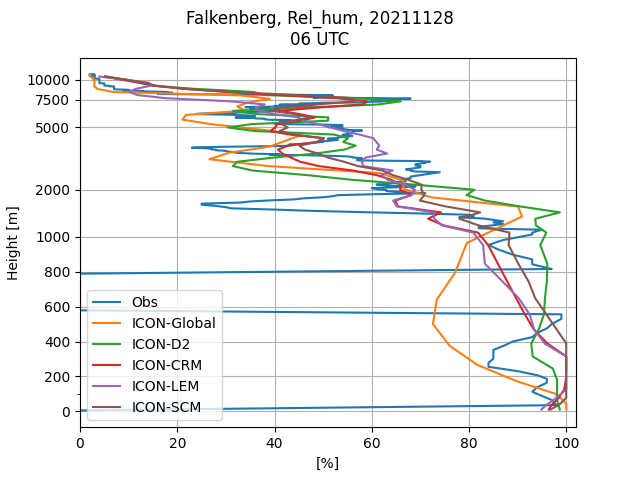 Falkenberg, Rel_hum, 20211128
06 UTC
10000
7500
5000
2000
1000
800
600
400
200
0
Height [m]
Obs
ICON-Global
ICON-D2
ICON-CRM
ICON-LEM
ICON-SCM
0 20 40 60 80 100
[%]